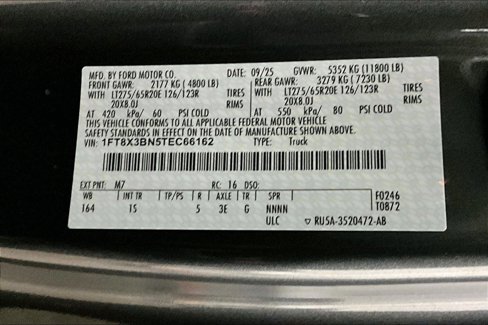 MFD. BY FORD MOTOR CO. DATE: 09/25 GVWR: 5352 KG (11800 LB)
FRONT GAWR: 2177 KG (4800 LB) REAR GAWR: 3279 KG (7230 LB)
WITH LT275/65R20E 126/123R TIRES WITH LT275/65R20E 126/123R TIRES
20X8.0J RIMS 20X8.0J RIMS
AT 420 kPa/ 60 PSI COLD AT 550 kPa/ 80 PSI COLD
THIS VEHICLE CONFORMS TO ALL APPLICABLE FEDERAL MOTOR VEHICLE
SAFETY STANDARDS IN EFFECT ON THE DATE OF MANUFACTURE SHOWN ABOVE.
VIN: 1FT8X3BN5TEC66162 TYPE: Truck
EXT PNT: M7 RC: 16 DSO: F0246
WB INT TR TP/PS R AXLE TR SPR T0872
164 IS 5 3E G NNNN
ULC RU5A-3520472-AB